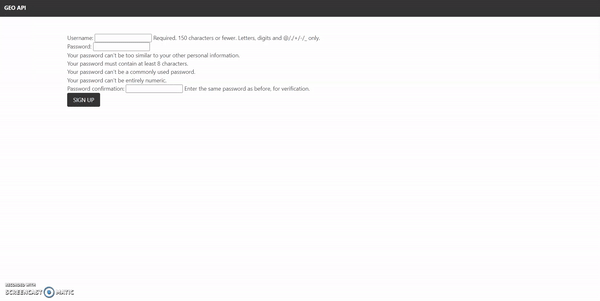 GEO API
Username: Required. 150 characters or fewer. Letters, digits and @/./+/-/_ only.
Password:
Your password can't be too similar to your other personal information.
Your password must contain at least 8 characters.
Your password can't be a commonly used password.
Your password can't be entirely numeric.
Password confirmation: Enter the same password as before, for verification.
SIGN UP
RECORDED WITH
SCREENCAST MATIC